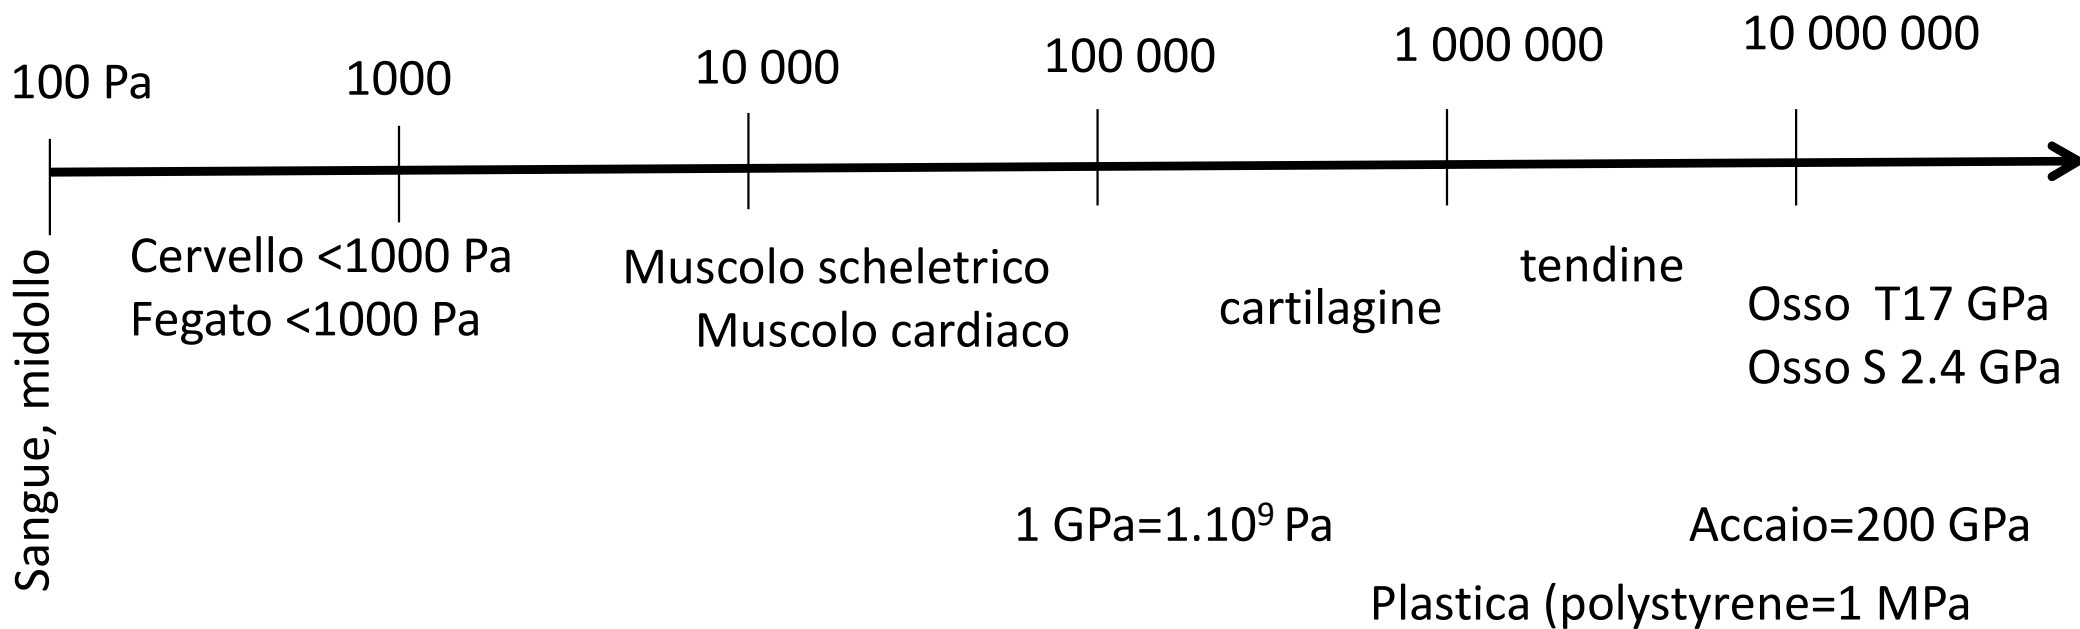 100 Pa
1000
10 000
100 000
1 000 000
10 000 000
Sangue, midollo
Cervello <1000 Pa
Fegato <1000 Pa
Muscolo scheletrico
Muscolo cardiaco
cartilagine
tendine
Osso  T17 GPa
Osso S 2.4 GPa
1 GPa=1.10⁹ Pa
Accaio=200 GPa
Plastica (polystyrene=1 MPa